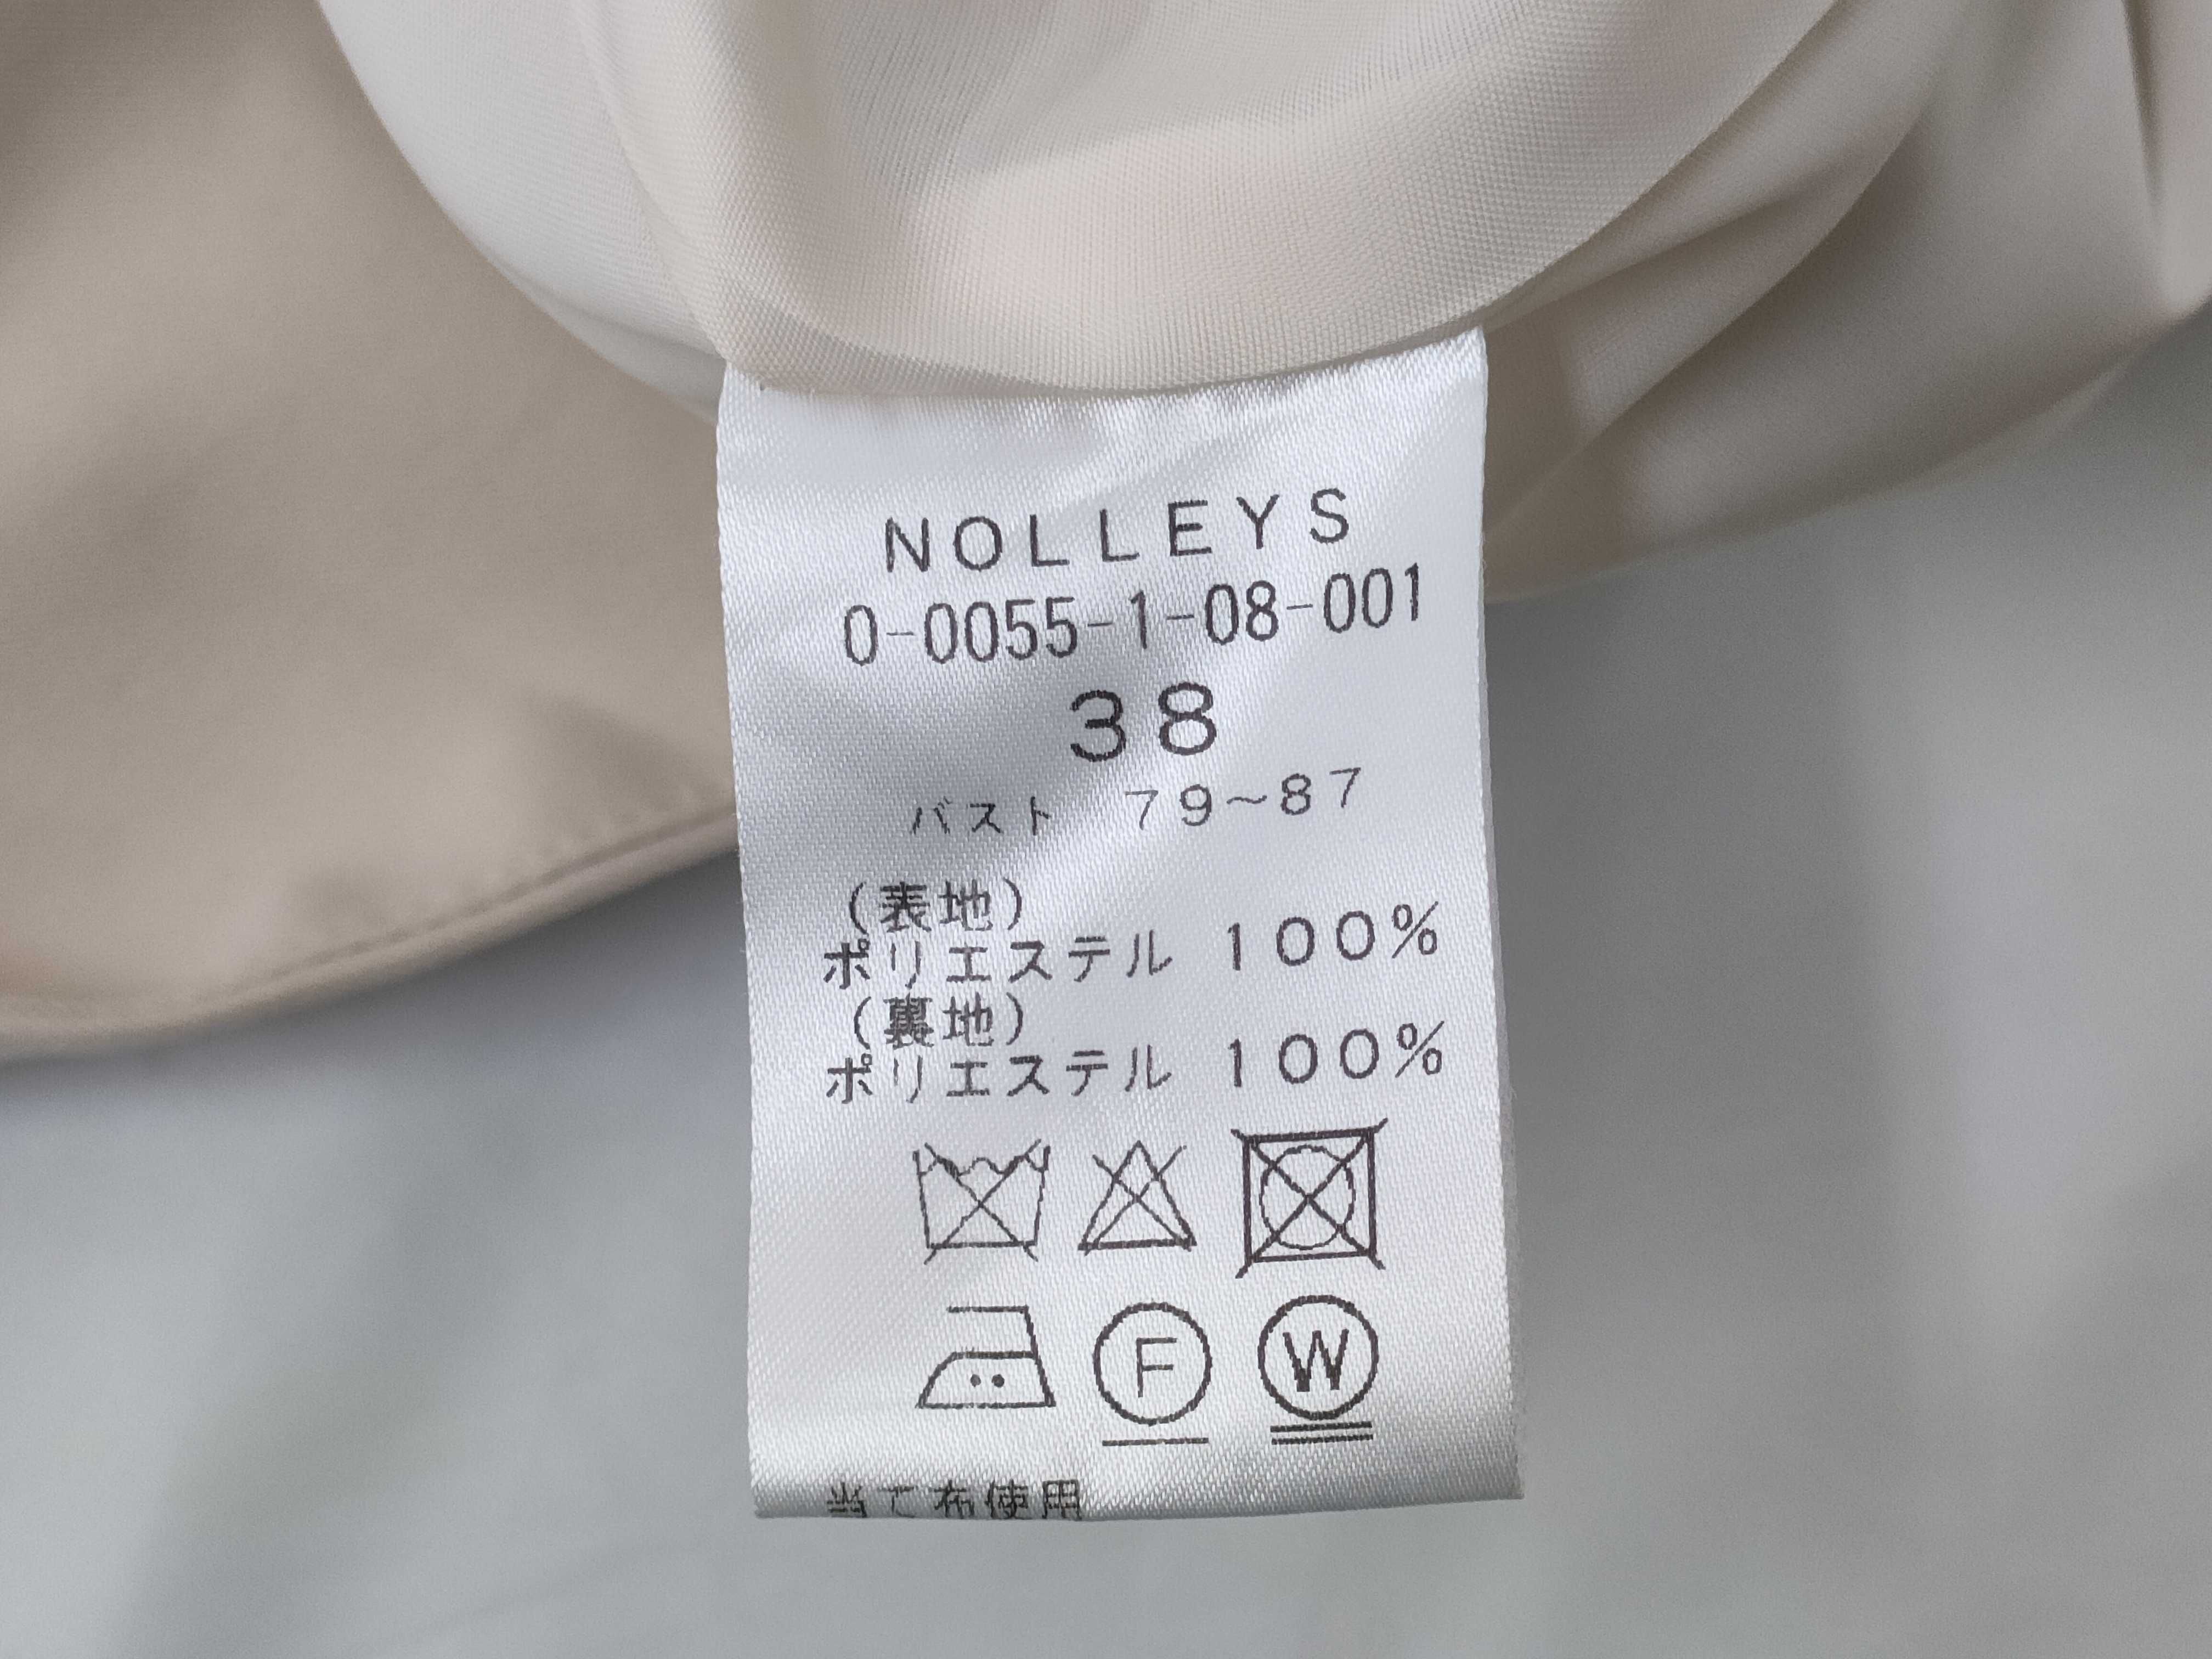 NOLLEYS
0-0055-1-08-001
38
バスト 79~87
(表地)
ポリエステル 100%
(裏地)
ポリエステル 100%
F W
当て布使用